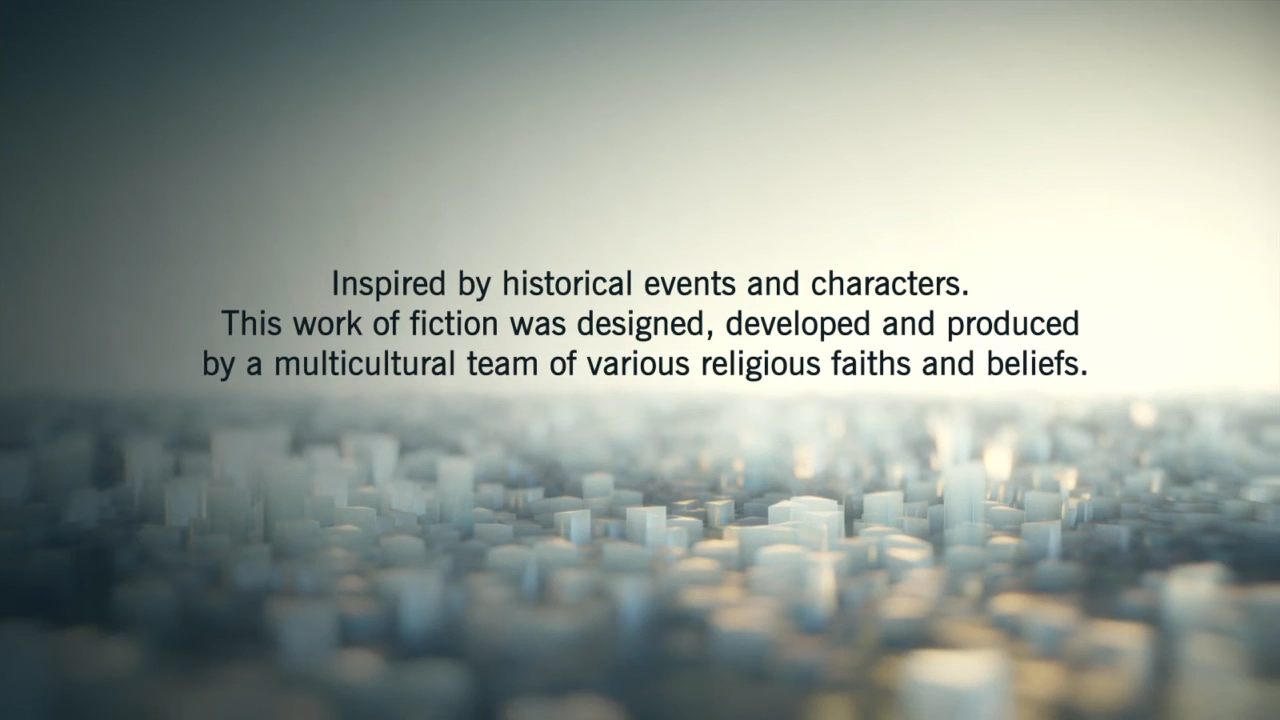 Inspired by historical events and characters.
This work of fiction was designed, developed and produced
by a multicultural team of various religious faiths and beliefs.